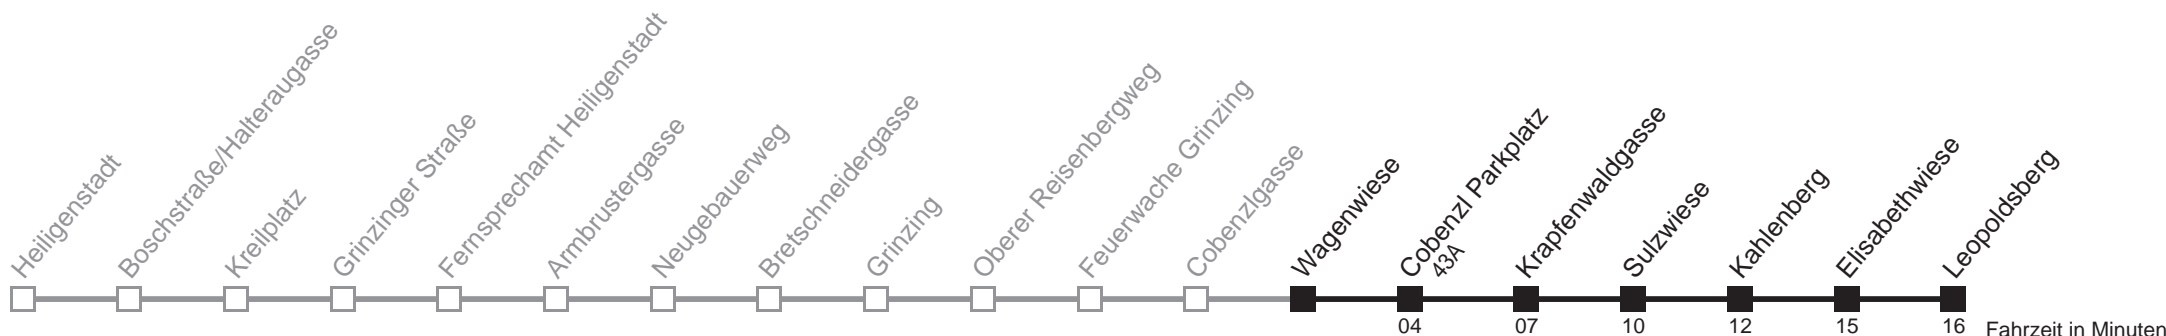 Heiligenstadt
Boschstraße/Halteraugasse
Kreilplatz
Grinzinger Straße
Fernsprechamt Heiligenstadt
Armbrustergasse
Neugebauerweg
Bretschneidergasse
Grinzing
Oberer Reisenbergweg
Feuerwache Grinzing
Cobenzlgasse
Wagenwiese
Cobenzl Parkplatz
43A
Krapfenwaldgasse
Sulzwiese
Kahlenberg
Elisabethwiese
Leopoldsberg
04 07 10 12 15 16 Fahrzeit in Minuten